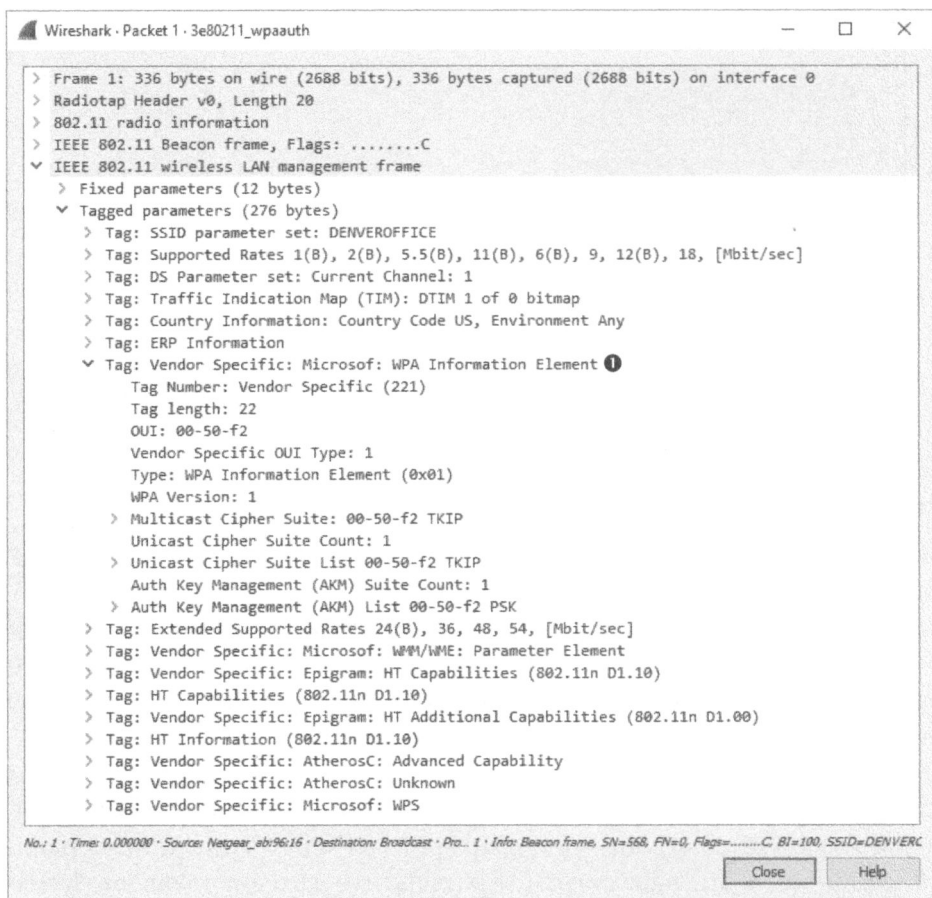 Wireshark · Packet 1 · 3e80211_wpaauth
> Frame 1: 336 bytes on wire (2688 bits), 336 bytes captured (2688 bits) on interface 0
> Radiotap Header v0, Length 20
> 802.11 radio information
> IEEE 802.11 Beacon frame, Flags: ........C
IEEE 802.11 wireless LAN management frame
> Fixed parameters (12 bytes)
Tagged parameters (276 bytes)
> Tag: SSID parameter set: DENVEROFFICE
> Tag: Supported Rates 1(B), 2(B), 5.5(B), 11(B), 6(B), 9, 12(B), 18, [Mbit/sec]
> Tag: DS Parameter set: Current Channel: 1
> Tag: Traffic Indication Map (TIM): DTIM 1 of 0 bitmap
> Tag: Country Information: Country Code US, Environment Any
> Tag: ERP Information
Tag: Vendor Specific: Microsof: WPA Information Element ❶
Tag Number: Vendor Specific (221)
Tag length: 22
OUI: 00-50-f2
Vendor Specific OUI Type: 1
Type: WPA Information Element (0x01)
WPA Version: 1
> Multicast Cipher Suite: 00-50-f2 TKIP
Unicast Cipher Suite Count: 1
> Unicast Cipher Suite List 00-50-f2 TKIP
Auth Key Management (AKM) Suite Count: 1
> Auth Key Management (AKM) List 00-50-f2 PSK
> Tag: Extended Supported Rates 24(B), 36, 48, 54, [Mbit/sec]
> Tag: Vendor Specific: Microsof: WMM/WME: Parameter Element
> Tag: Vendor Specific: Epigram: HT Capabilities (802.11n D1.10)
> Tag: HT Capabilities (802.11n D1.10)
> Tag: Vendor Specific: Epigram: HT Additional Capabilities (802.11n D1.00)
> Tag: HT Information (802.11n D1.10)
> Tag: Vendor Specific: AtherosC: Advanced Capability
> Tag: Vendor Specific: AtherosC: Unknown
> Tag: Vendor Specific: Microsof: WPS
No.: 1 · Time: 0.000000 · Source: Netgear_ab:96:16 · Destination: Broadcast · Pro... 1 · Info: Beacon frame, SN=568, FN=0, Flags=........C, BI=100, SSID=DENVERC
Close Help